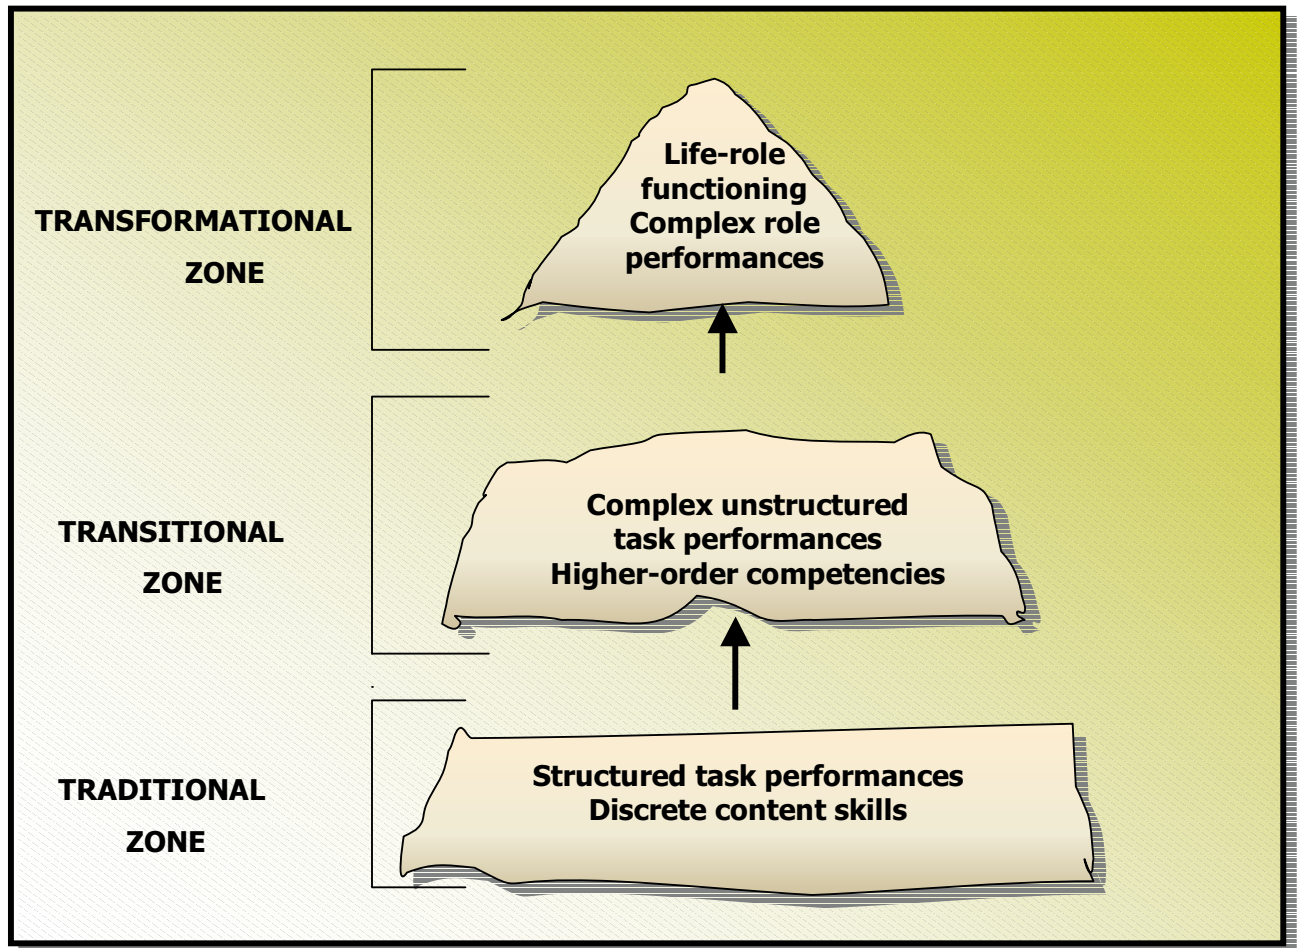 TRANSFORMATIONAL
ZONE
Life-role
functioning
Complex role
performances
TRANSITIONAL
ZONE
Complex unstructured
task performances
Higher-order competencies
TRADITIONAL
ZONE
Structured task performances
Discrete content skills